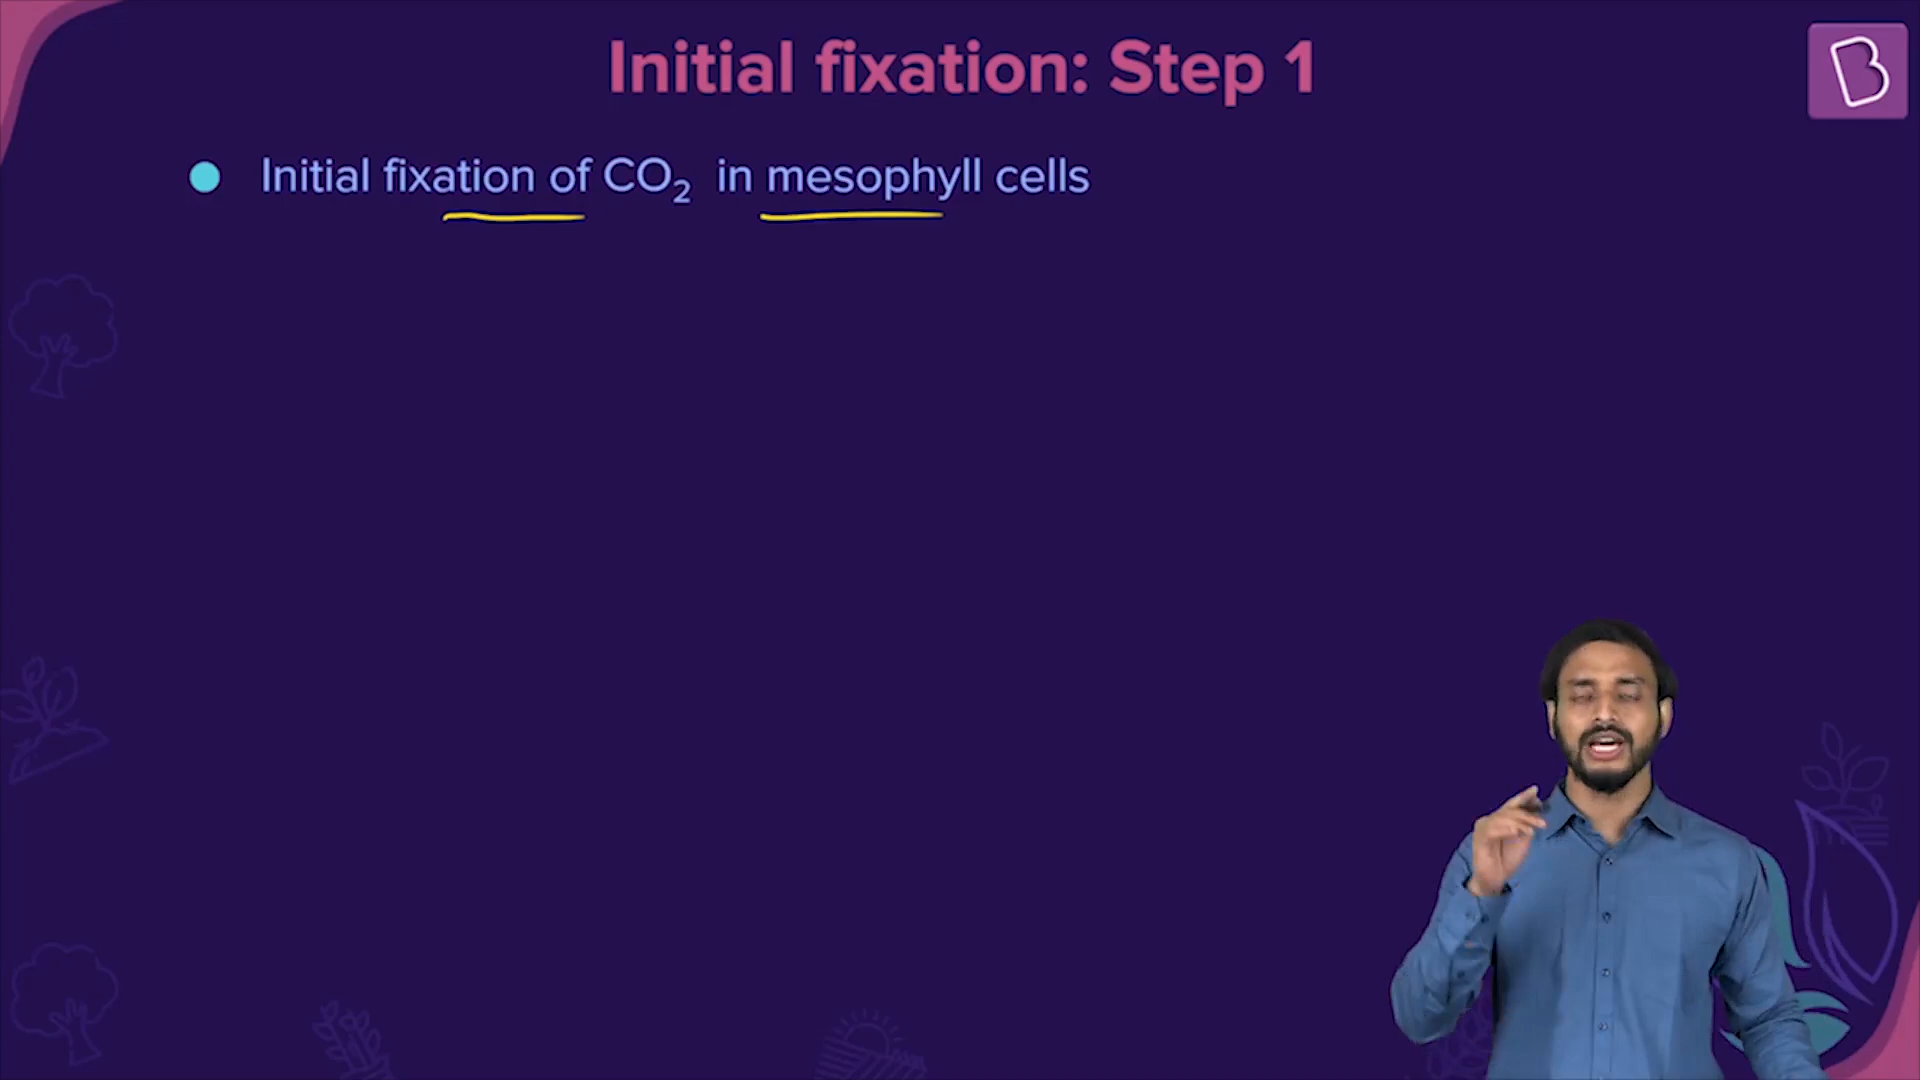 Initial fixation: Step 1
Initial fixation of CO₂ in mesophyll cells